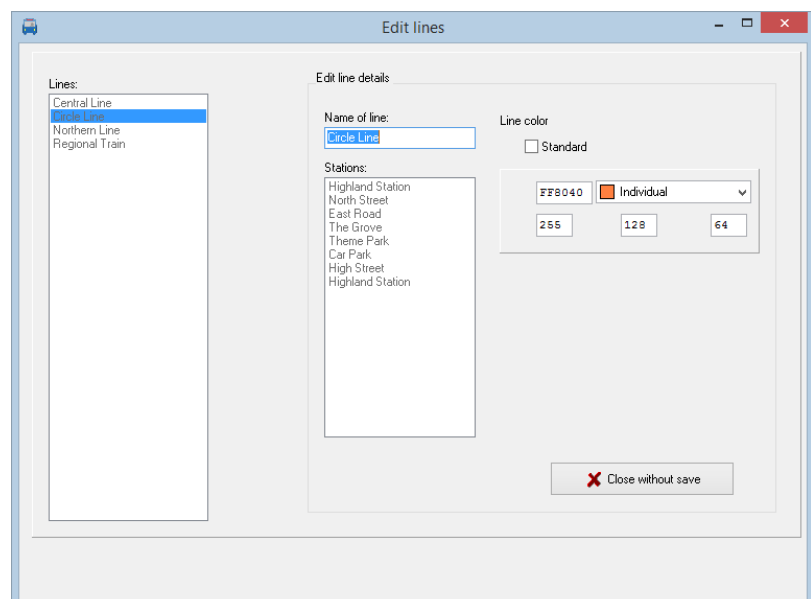 Edit lines
Lines:
Central Line
Circle Line
Northern Line
Regional Train
Edit line details
Name of line:
Circle Line
Stations:
Highland Station
North Street
East Road
The Grove
Theme Park
Car Park
High Street
Highland Station
Line color
Standard
FF8040 Individual
255 128 64
Close without save